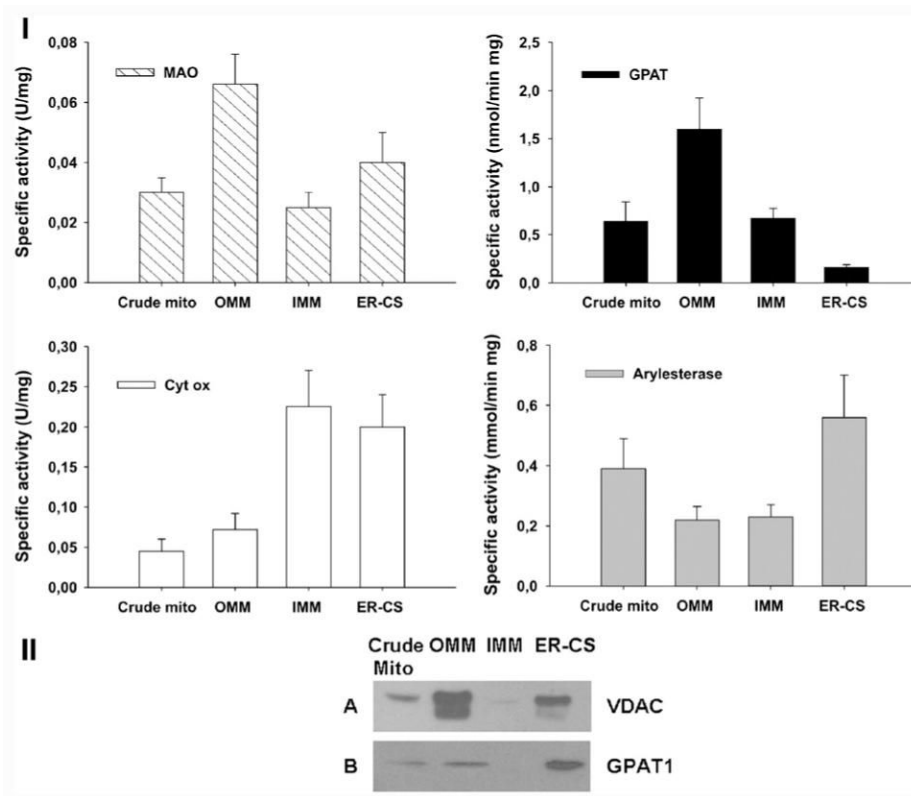 I
Specific activity (U/mg)
0,08
0,06
0,04
0,02
0,00
MAO
Crude mito OMM IMM ER-CS
Specific activity (nmol/min mg)
2,5
2,0
1,5
1,0
0,5
0,0
GPAT
Crude mito OMM IMM ER-CS
Specific activity (U/mg)
0,30
0,25
0,20
0,15
0,10
0,05
0,00
Cyt ox
Crude mito OMM IMM ER-CS
Specific activity (mmol/min mg)
0,8
0,6
0,4
0,2
0,0
Arylesterase
Crude mito OMM IMM ER-CS
II
Crude OMM IMM ER-CS
Mito
A VDAC
B GPAT1